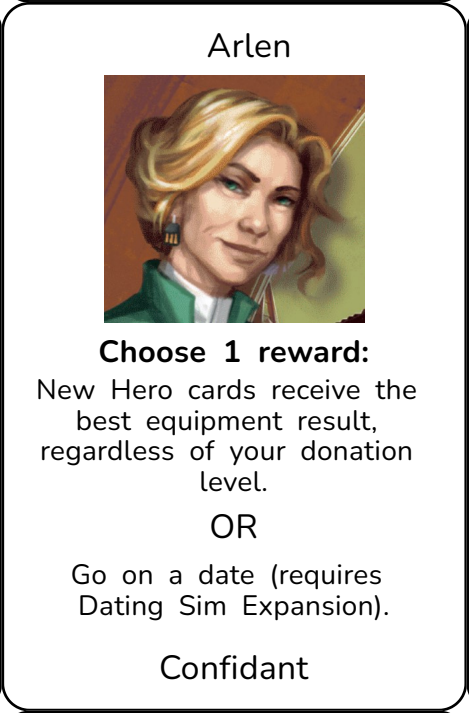 Arlen
Choose 1 reward:
New Hero cards receive the
best equipment result,
regardless of your donation
level.
OR
Go on a date (requires
Dating Sim Expansion).
Confidant